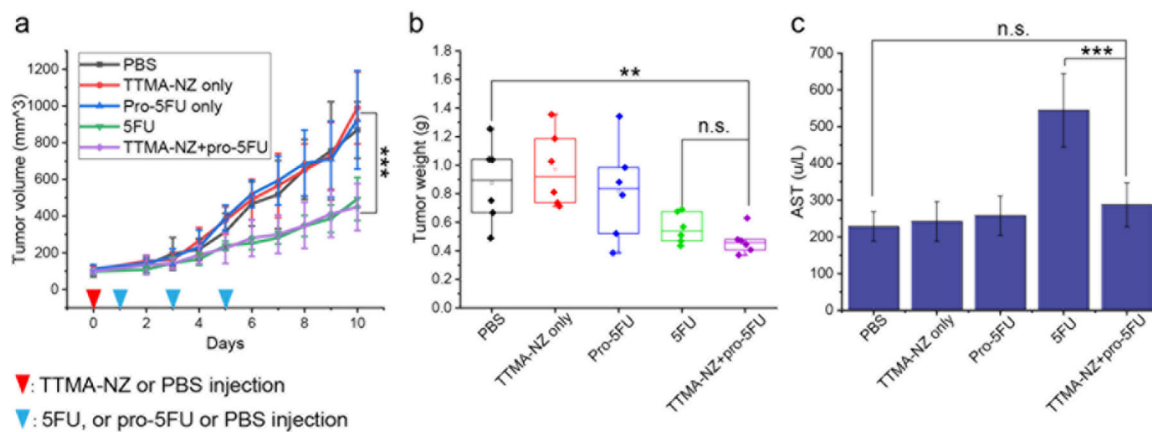 a
1200
1000
800
600
400
200
0
Tumor volume (mm^3)
PBS
TTMA-NZ only
Pro-5FU only
5FU
TTMA-NZ+pro-5FU
***
0 2 4 6 8 10
Days
▼: TTMA-NZ or PBS injection
▼: 5FU, or pro-5FU or PBS injection
b
2.0
1.8
1.6
1.4
1.2
1.0
0.8
0.6
0.4
0.2
0.0
Tumor weight (g)
**
n.s.
PBS
TTMA-NZ only
Pro-5FU
5FU
TTMA-NZ+pro-5FU
c
n.s.
***
700
600
500
400
300
200
100
0
AST (u/L)
PBS
TTMA-NZ only
Pro-5FU
5FU
TTMA-NZ+pro-5FU